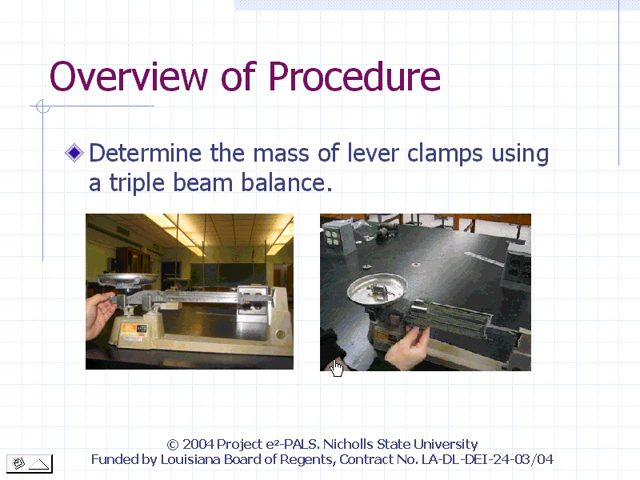 Overview of Procedure
Determine the mass of lever clamps using
a triple beam balance.
© 2004 Project e²-PALS. Nicholls State University
Funded by Louisiana Board of Regents, Contract No. LA-DL-DEI-24-03/04